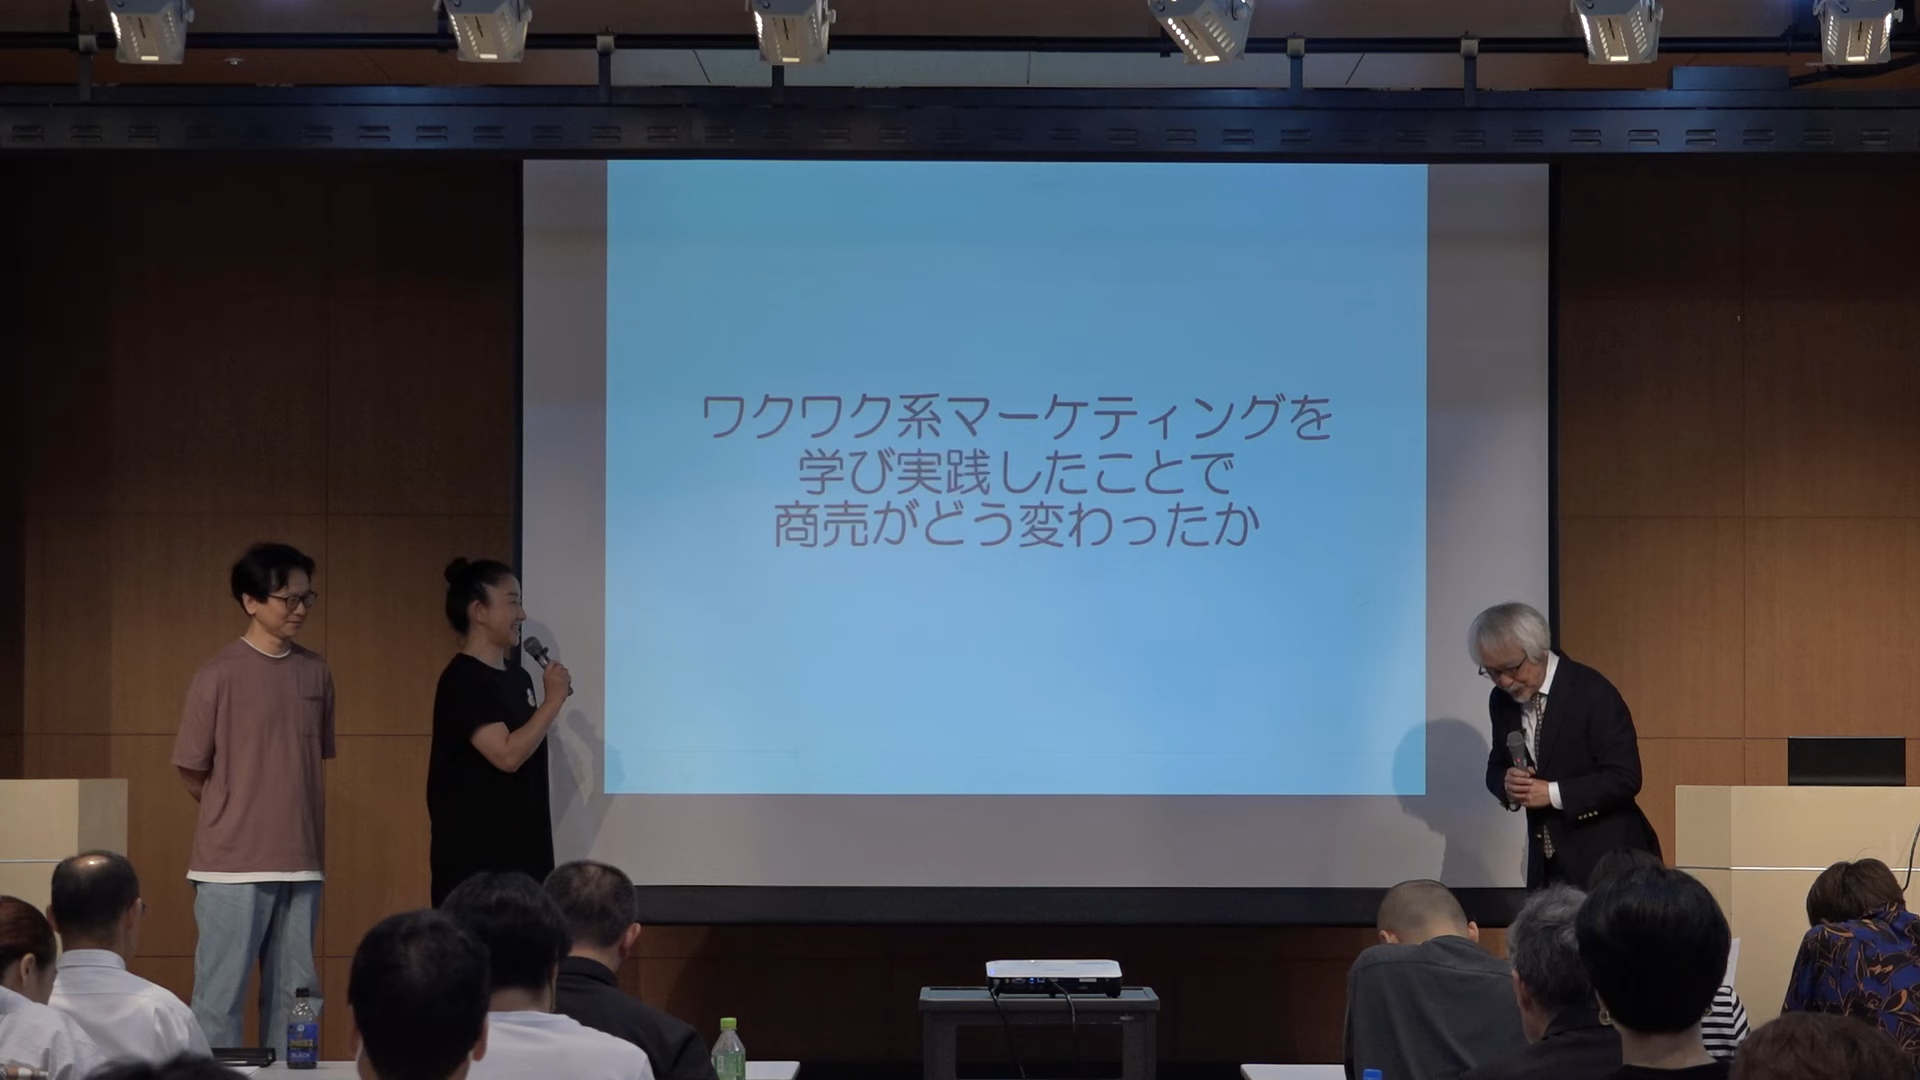 ワクワク系マーケティングを
学び実践したことで
商売がどう変わったか
BLACK